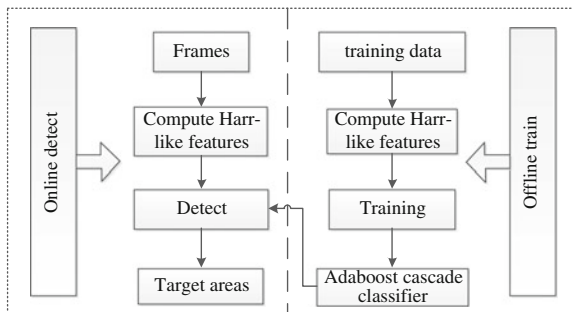 Online detect
Frames
Compute Harr-
like features
Detect
Target areas
training data
Compute Harr-
like features
Training
Adaboost cascade
classifier
Offline train